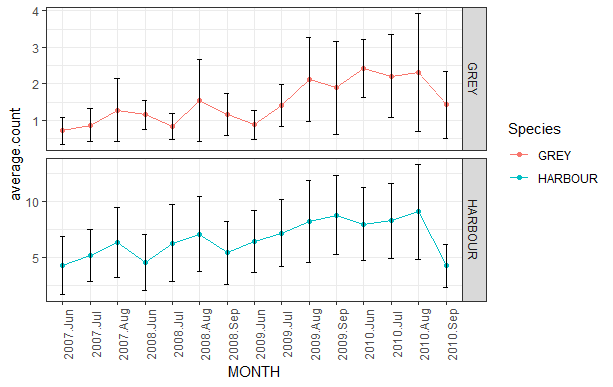 4
3
2
1
GREY
10
5
HARBOUR
average.count
2007.Jun
2007.Jul
2007.Aug
2008.Jun
2008.Jul
2008.Aug
2008.Sep
2009.Jun
2009.Jul
2009.Aug
2009.Sep
2010.Jun
2010.Jul
2010.Aug
2010.Sep
MONTH
Species
GREY
HARBOUR